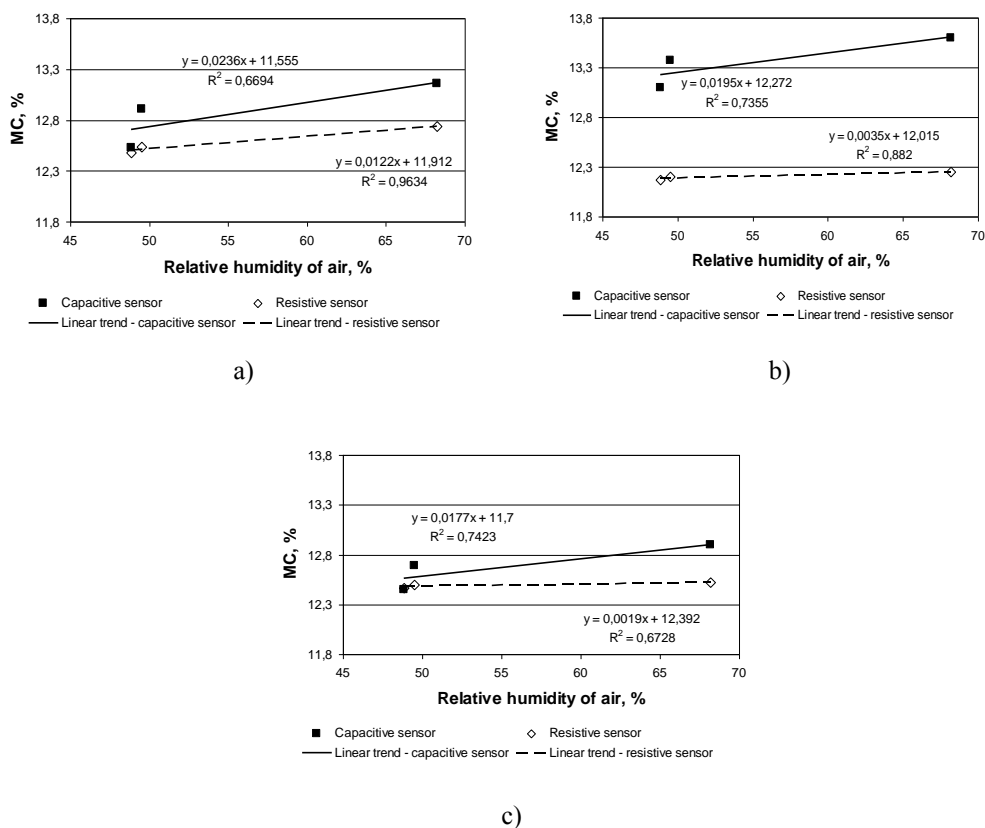 13,8
13,3
12,8
12,3
11,8
MC, %
y = 0,0236x + 11,555
R² = 0,6694
y = 0,0122x + 11,912
R² = 0,9634
45 50 55 60 65 70
Relative humidity of air, %
Capacitive sensor Resistive sensor
Linear trend - capacitive sensor Linear trend - resistive sensor
a)
13,8
13,3
12,8
12,3
11,8
MC, %
y = 0,0195x + 12,272
R² = 0,7355
y = 0,0035x + 12,015
R² = 0,882
45 50 55 60 65 70
Relative humidity of air, %
Capacitive sensor Resistive sensor
Linear trend - capacitive sensor Linear trend - resistive sensor
b)
13,8
13,3
12,8
12,3
11,8
MC, %
y = 0,0177x + 11,7
R² = 0,7423
y = 0,0019x + 12,392
R² = 0,6728
45 50 55 60 65 70
Relative humidity of air, %
Capacitive sensor Resistive sensor
Linear trend - capacitive sensor Linear trend - resistive sensor
c)